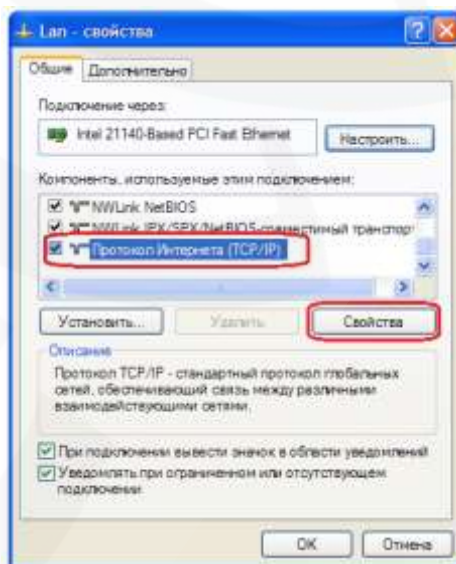 Lan - свойства
Общие Дополнительно
Подключение через:
Intel 21140-Based PCI Fast Ethernet Настроить...
Компоненты, используемые этим подключением:
NWLink NetBIOS
NWLink IPX/SPX/NetBIOS-совместимый транспор
Протокол Интернета (TCP/IP)
Установить... Удалить Свойства
Описание
Протокол TCP/IP - стандартный протокол глобальных
сетей, обеспечивающий связь между различными
взаимодействующими сетями.
При подключении вывести значок в области уведомлений
Уведомлять при ограниченном или отсутствующем
подключении
ОК Отмена